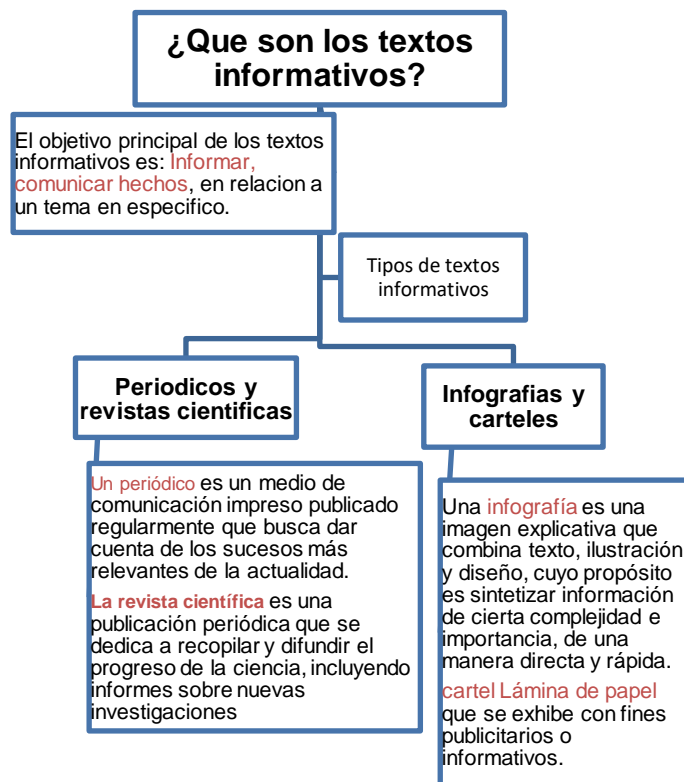 ¿Que son los textos
informativos?
El objetivo principal de los textos
informativos es: Informar,
comunicar hechos, en relacion a
un tema en especifico.
Tipos de textos
informativos
Periodicos y
revistas cientificas
Un periódico es un medio de
comunicación impreso publicado
regularmente que busca dar
cuenta de los sucesos más
relevantes de la actualidad.
La revista científica es una
publicación periódica que se
dedica a recopilar y difundir el
progreso de la ciencia, incluyendo
informes sobre nuevas
investigaciones
Infografias y
carteles
Una infografía es una
imagen explicativa que
combina texto, ilustración
y diseño, cuyo propósito
es sintetizar información
de cierta complejidad e
importancia, de una
manera directa y rápida.
cartel Lámina de papel
que se exhibe con fines
publicitarios o
informativos.